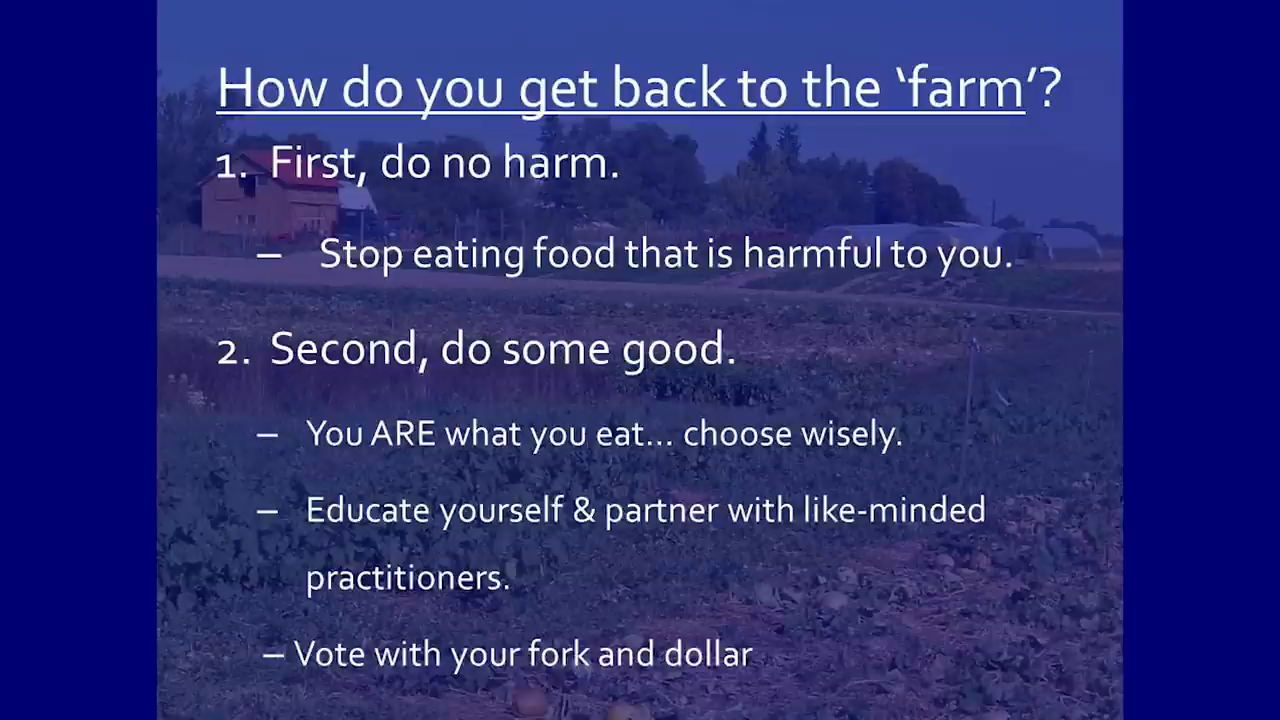 How do you get back to the ‘farm’?
1. First, do no harm.
– Stop eating food that is harmful to you.
2. Second, do some good.
– You ARE what you eat... choose wisely.
– Educate yourself & partner with like-minded
practitioners.
– Vote with your fork and dollar